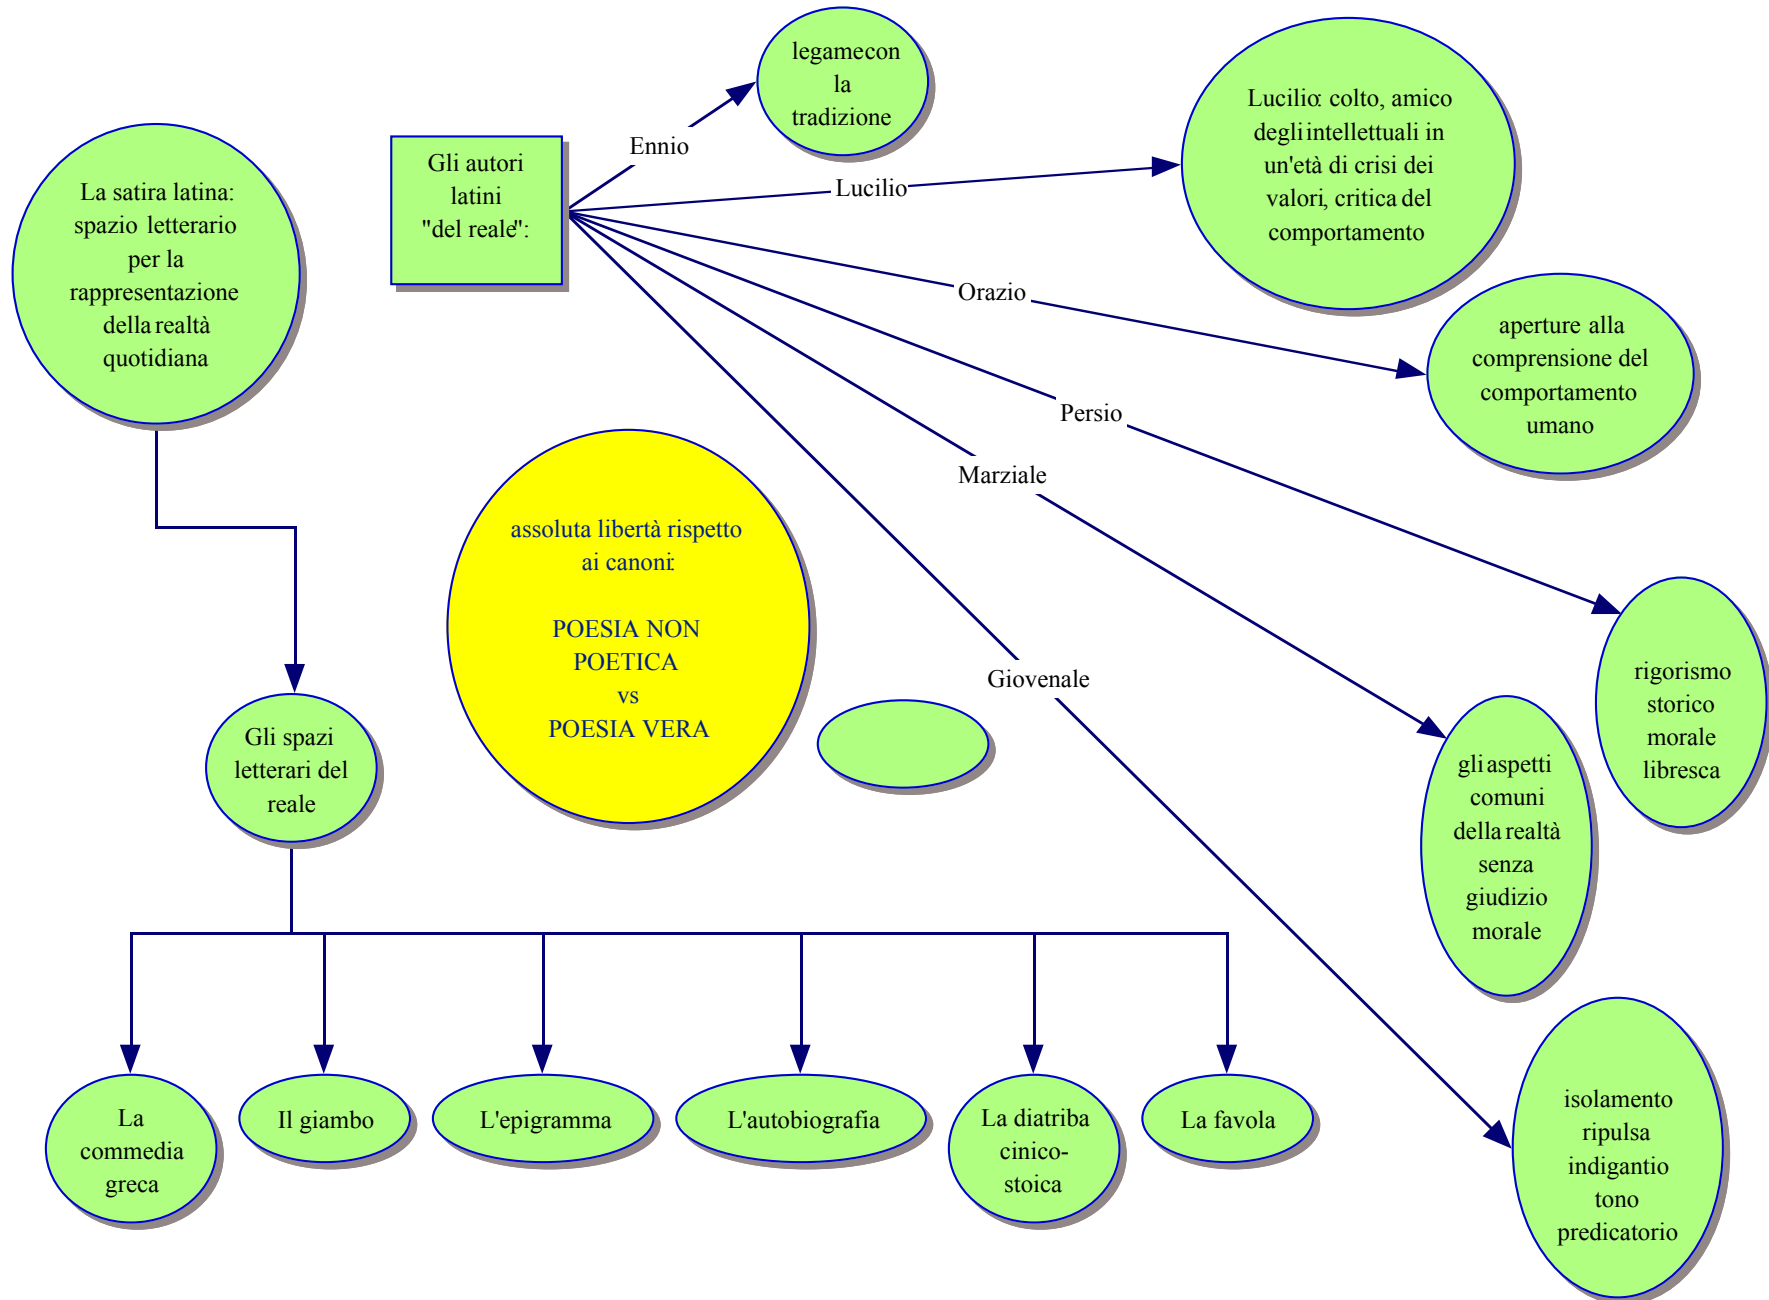 La satira latina:
spazio letterario
per la
rappresentazione
della realtà
quotidiana
Gli autori
latini
"del reale":
Ennio
legamecon
la
tradizione
Lucilio
Lucilio: colto, amico
degli intellettuali in
un'età di crisi dei
valori, critica del
comportamento
Orazio
aperture alla
comprensione del
comportamento
umano
Persio
rigorismo
storico
morale
libresca
Marziale
gli aspetti
comuni
della realtà
senza
giudizio
morale
Giovenale
isolamento
ripulsa
indigantio
tono
predicatorio
assoluta libertà rispetto
ai canoni:
POESIA NON
POETICA
vs
POESIA VERA
Gli spazi
letterari del
reale
La
commedia
greca
Il giambo
L'epigramma
L'autobiografia
La diatriba
cinico-
stoica
La favola